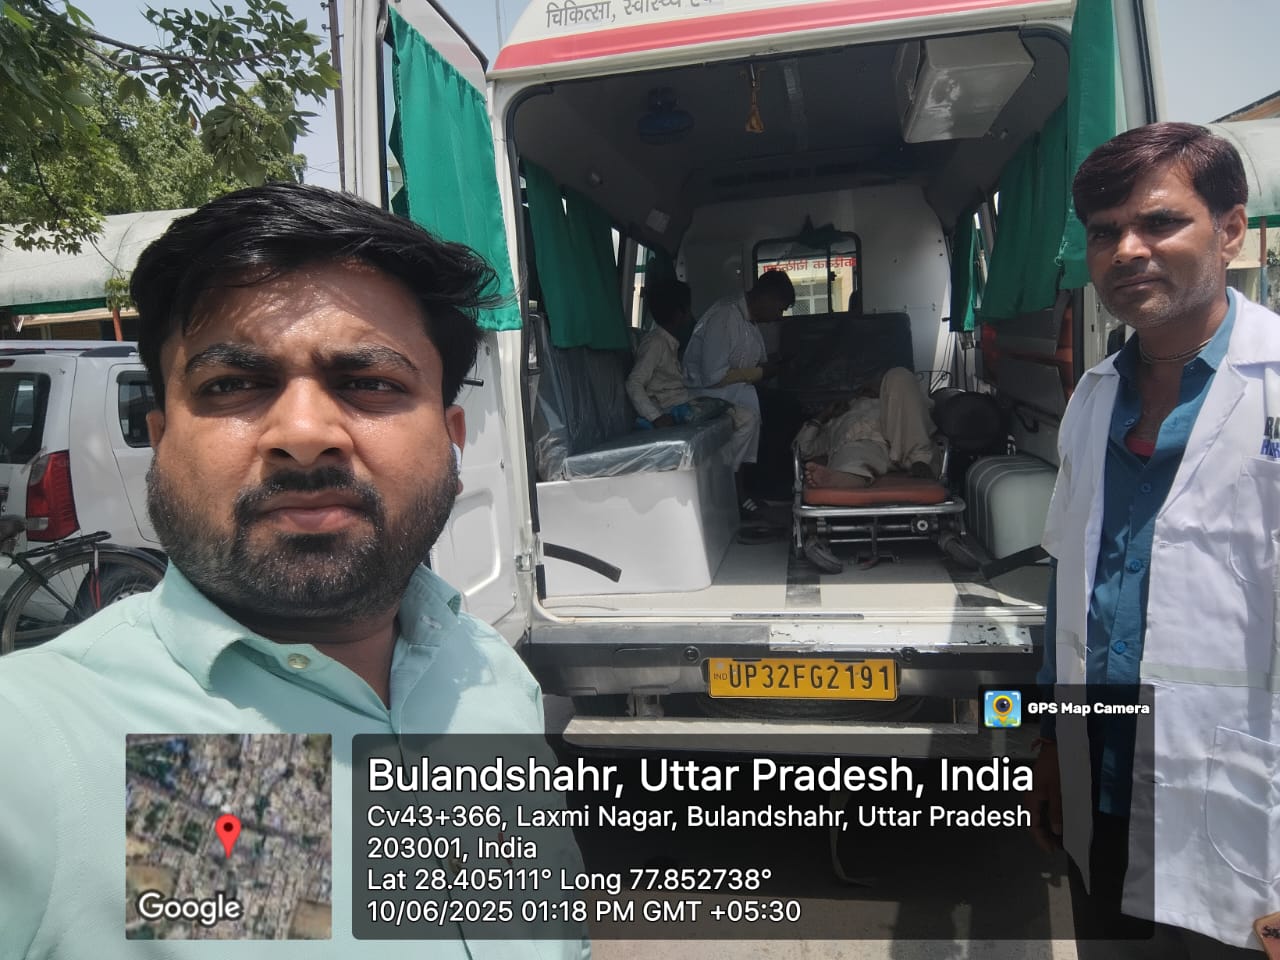 चिकित्सा, स्वास्थ्य
UP32FG2191
IND
GPS Map Camera
Bulandshahr, Uttar Pradesh, India
Cv43+366, Laxmi Nagar, Bulandshahr, Uttar Pradesh
203001, India
Lat 28.405111° Long 77.852738°
10/06/2025 01:18 PM GMT +05:30
Google